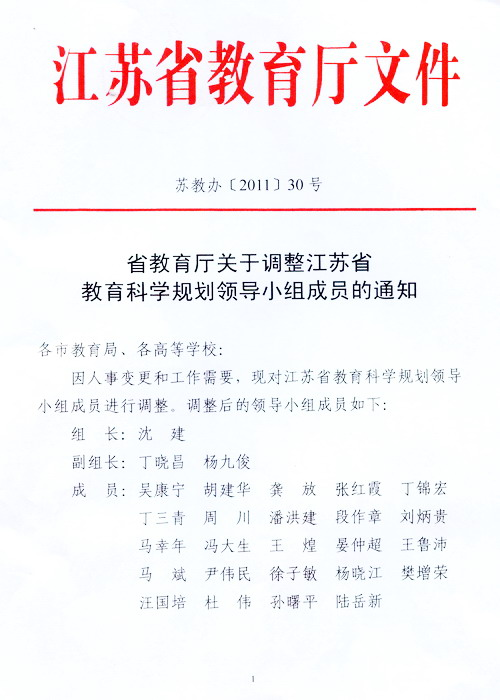 江苏省教育厅文件
苏教办〔2011〕30号
省教育厅关于调整江苏省
教育科学规划领导小组成员的通知
各市教育局、各高等学校：
因人事变更和工作需要，现对江苏省教育科学规划领导
小组成员进行调整。调整后的领导小组成员如下：
组　长：沈　建
副组长：丁晓昌　杨九俊
成　员：吴康宁　胡建华　龚　放　张红霞　丁锦宏
丁三青　周　川　潘洪建　段作章　刘炳贵
马幸年　冯大生　王　煌　晏仲超　王鲁沛
马　斌　尹伟民　徐子敏　杨晓江　樊增荣
汪国培　杜　伟　孙曙平　陆岳新
1